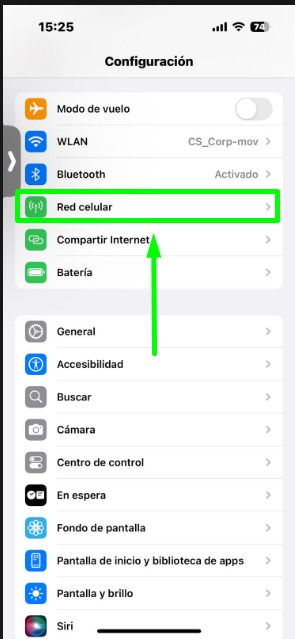 15:25
74
Configuración
Modo de vuelo
WLAN CS_Corp-mov
Bluetooth Activado
Red celular
Compartir Internet
Batería
General
Accesibilidad
Buscar
Cámara
Centro de control
En espera
Fondo de pantalla
Pantalla de inicio y biblioteca de apps
Pantalla y brillo
Siri